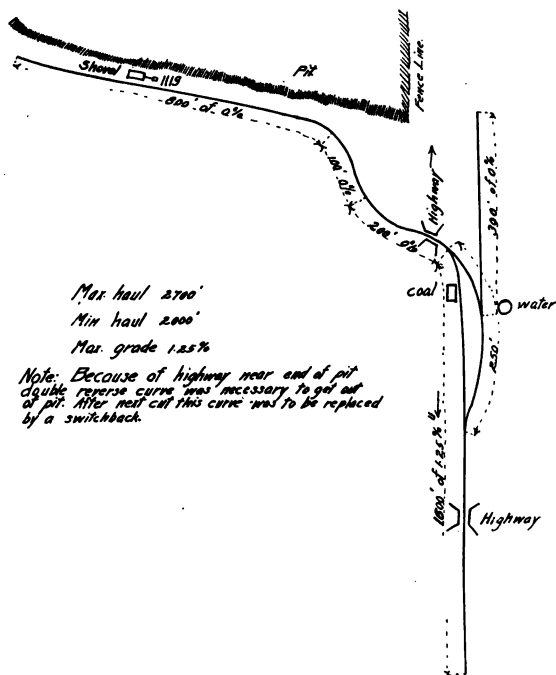 Shovel
1119
Pit
Fence Line.
800' of 0%
100' 0%
200' 0%
Highway
300' of 0%
Coal
water
250'
Max. haul 2700'
Min haul 2000'
Max. grade 1.25%
Note: Because of highway near end of pit
double reverse curve was necessary to get out
of pit. After next cut this curve was to be replaced
by a switchback.
of 1.25%
Highway